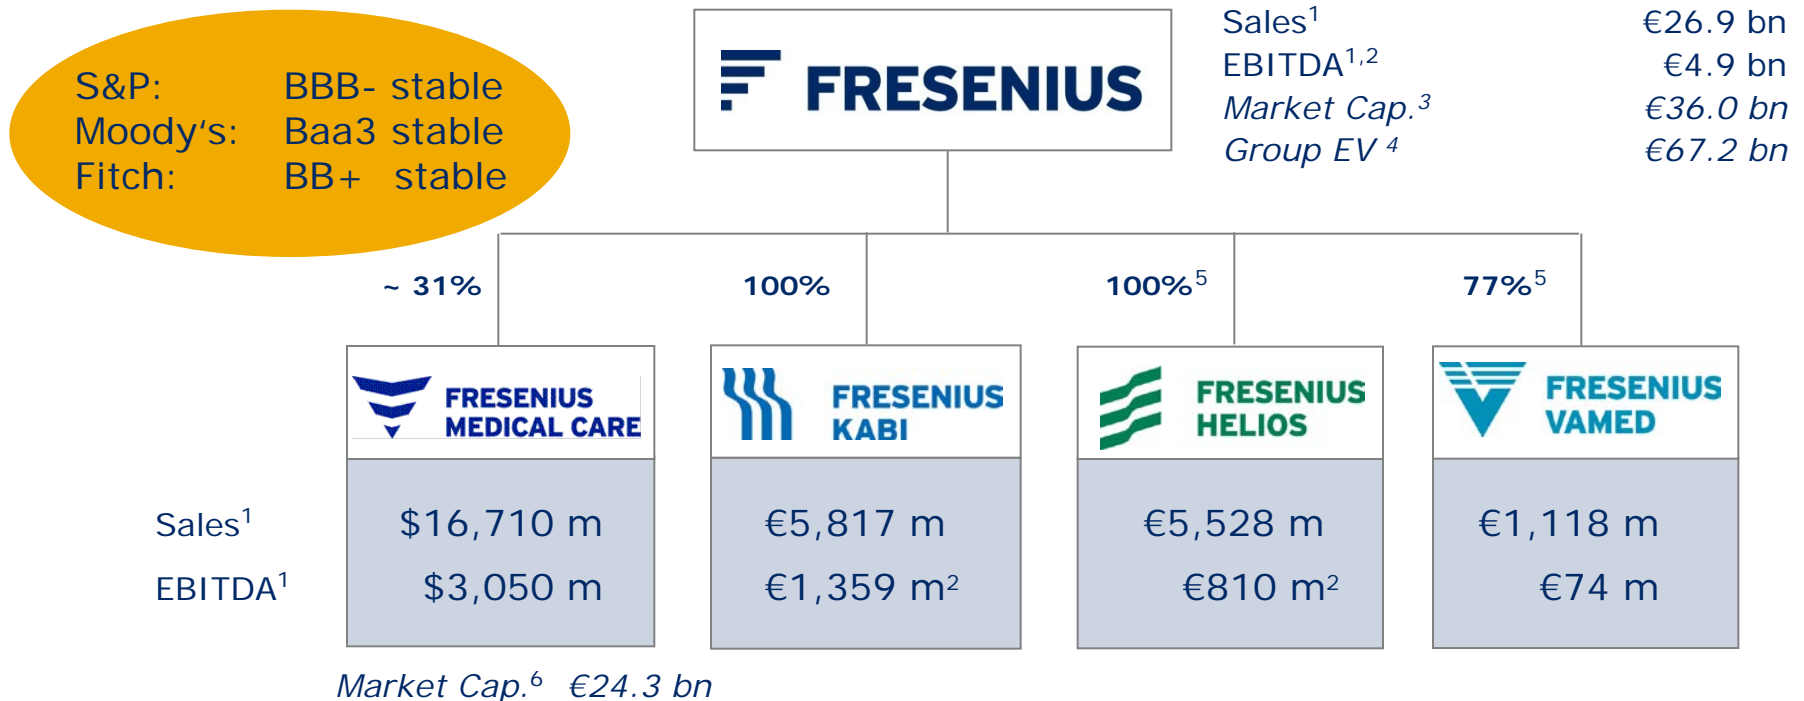 S&P: BBB- stable
Moody‘s: Baa3 stable
Fitch: BB+ stable
FRESENIUS
Sales¹ €26.9 bn
EBITDA¹,² €4.9 bn
Market Cap.³ €36.0 bn
Group EV ⁴ €67.2 bn
~ 31% 100% 100%⁵ 77%⁵
FRESENIUS
MEDICAL CARE
FRESENIUS
KABI
FRESENIUS
HELIOS
FRESENIUS
VAMED
Sales¹ $16,710 m €5,817 m €5,528 m €1,118 m
EBITDA¹ $3,050 m €1,359 m² €810 m² €74 m
Market Cap.⁶ €24.3 bn